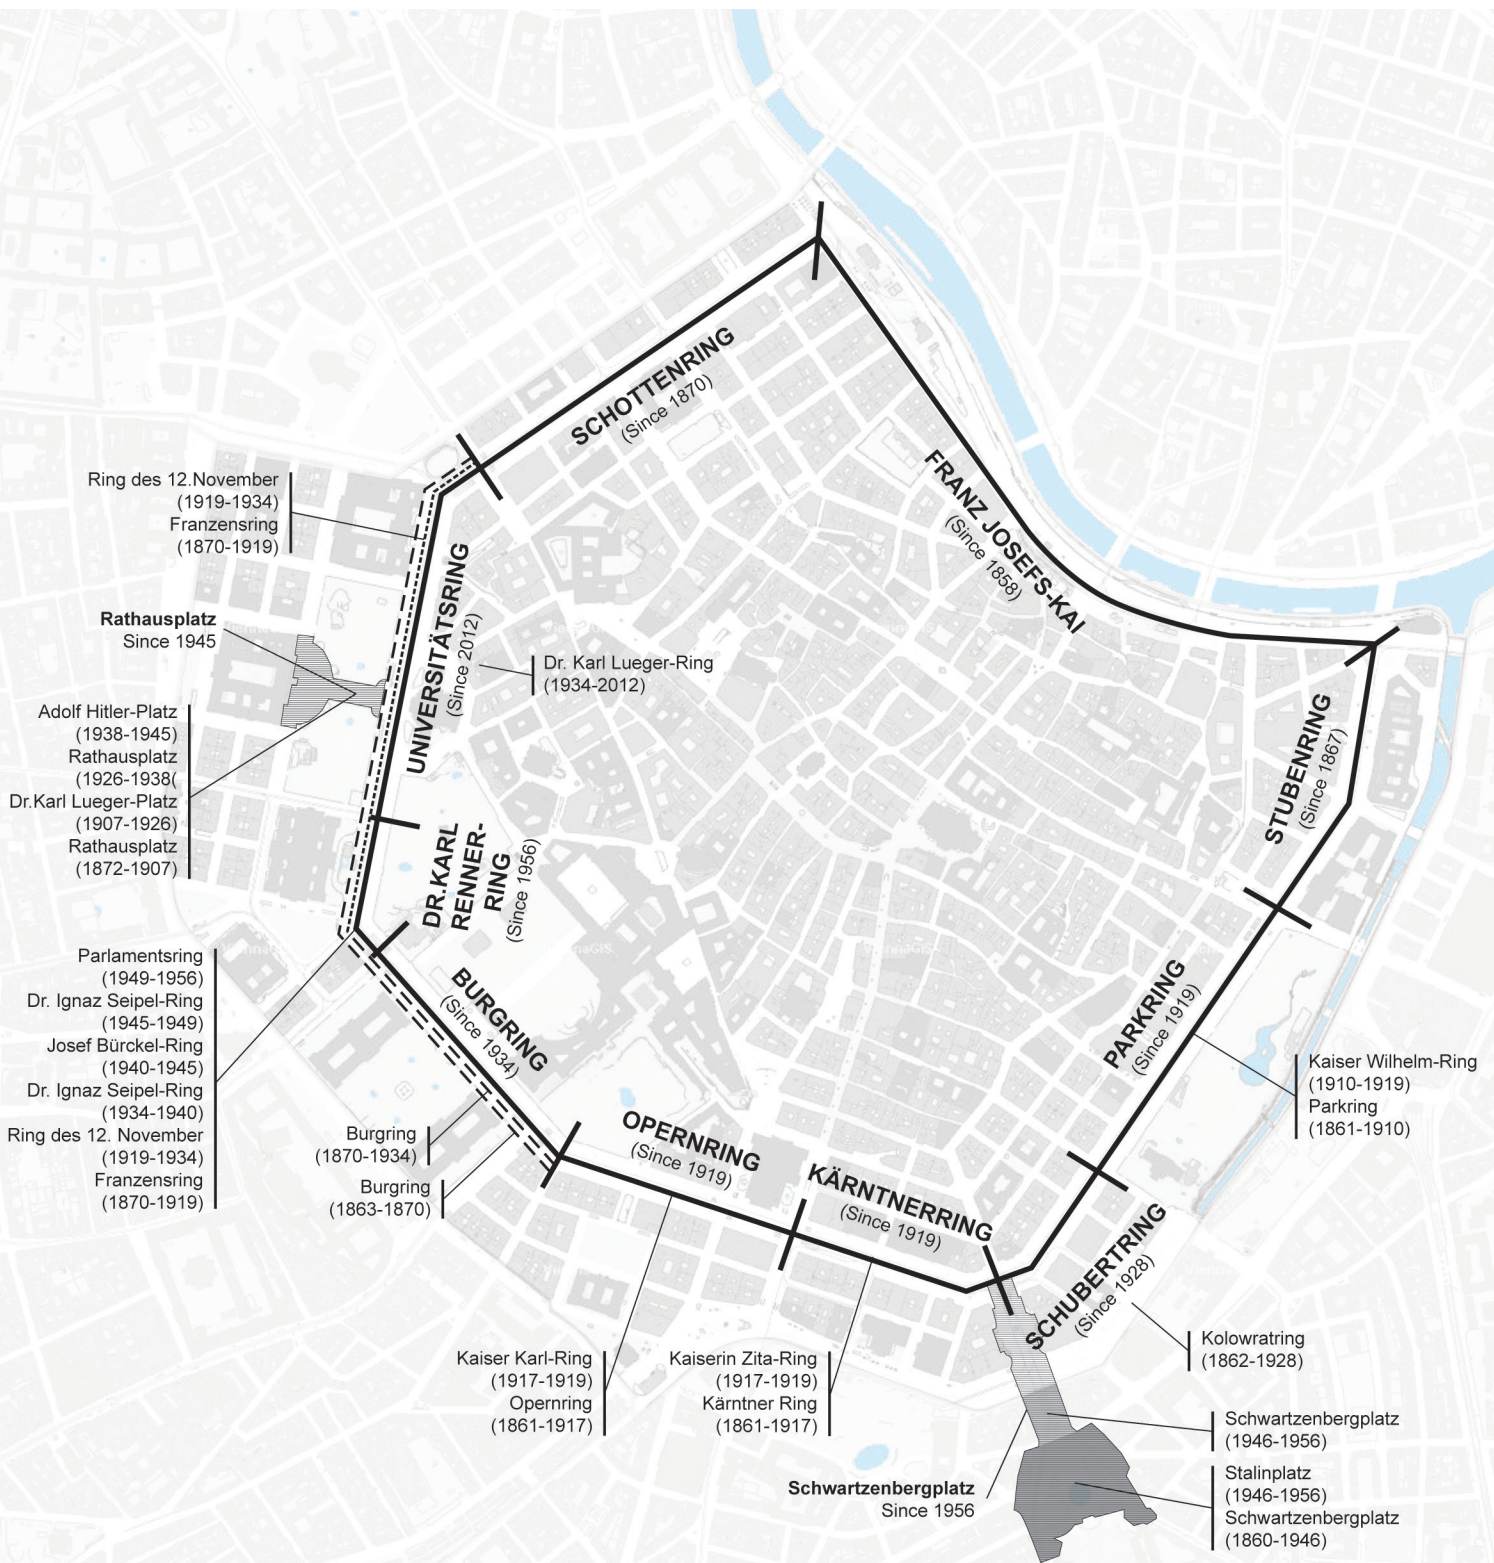 SCHOTTENRING
(Since 1870)
FRANZ JOSEFS-KAI
(Since 1858)
Ring des 12.November
(1919-1934)
Franzensring
(1870-1919)
UNIVERSITÄTSRING
(Since 2012)
Rathausplatz
Since 1945
Dr. Karl Lueger-Ring
(1934-2012)
Adolf Hitler-Platz
(1938-1945)
Rathausplatz
(1926-1938(
Dr.Karl Lueger-Platz
(1907-1926)
Rathausplatz
(1872-1907)
STUBENRING
(Since 1867)
DR.KARL
RENNER-
RING
(Since 1956)
Parlamentsring
(1949-1956)
Dr. Ignaz Seipel-Ring
(1945-1949)
Josef Bürckel-Ring
(1940-1945)
Dr. Ignaz Seipel-Ring
(1934-1940)
Ring des 12. November
(1919-1934)
Franzensring
(1870-1919)
BURGRING
(Since 1934)
PARKRING
(Since 1919)
Kaiser Wilhelm-Ring
(1910-1919)
Parkring
(1861-1910)
Burgring
(1870-1934)
Burgring
(1863-1870)
OPERNRING
(Since 1919)
KÄRNTNERRING
(Since 1919)
SCHUBERTRING
(Since 1928)
Kolowratring
(1862-1928)
Kaiser Karl-Ring
(1917-1919)
Opernring
(1861-1917)
Kaiserin Zita-Ring
(1917-1919)
Kärntner Ring
(1861-1917)
Schwartzenbergplatz
(1946-1956)
Stalinplatz
(1946-1956)
Schwartzenbergplatz
(1860-1946)
Schwartzenbergplatz
Since 1956